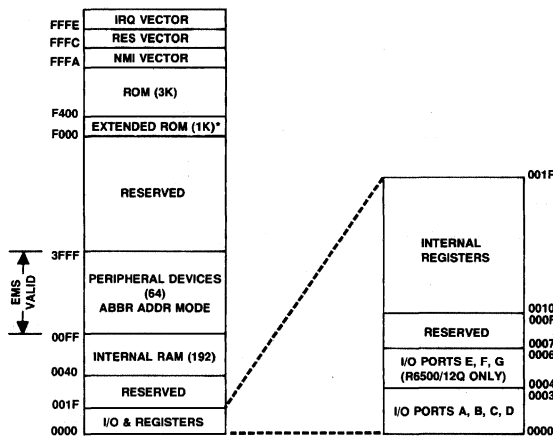 FFFE
IRQ VECTOR
FFFC
RES VECTOR
FFFA
NMI VECTOR
ROM (3K)
F400
EXTENDED ROM (1K)*
F000
RESERVED
3FFF
EMS
VALID
PERIPHERAL DEVICES
(64)
ABBR ADDR MODE
00FF
INTERNAL RAM (192)
0040
RESERVED
001F
I/O & REGISTERS
0000
001F
INTERNAL
REGISTERS
0010
000F
RESERVED
0007
0006
I/O PORTS E, F, G
(R6500/12Q ONLY)
0004
0003
I/O PORTS A, B, C, D
0000